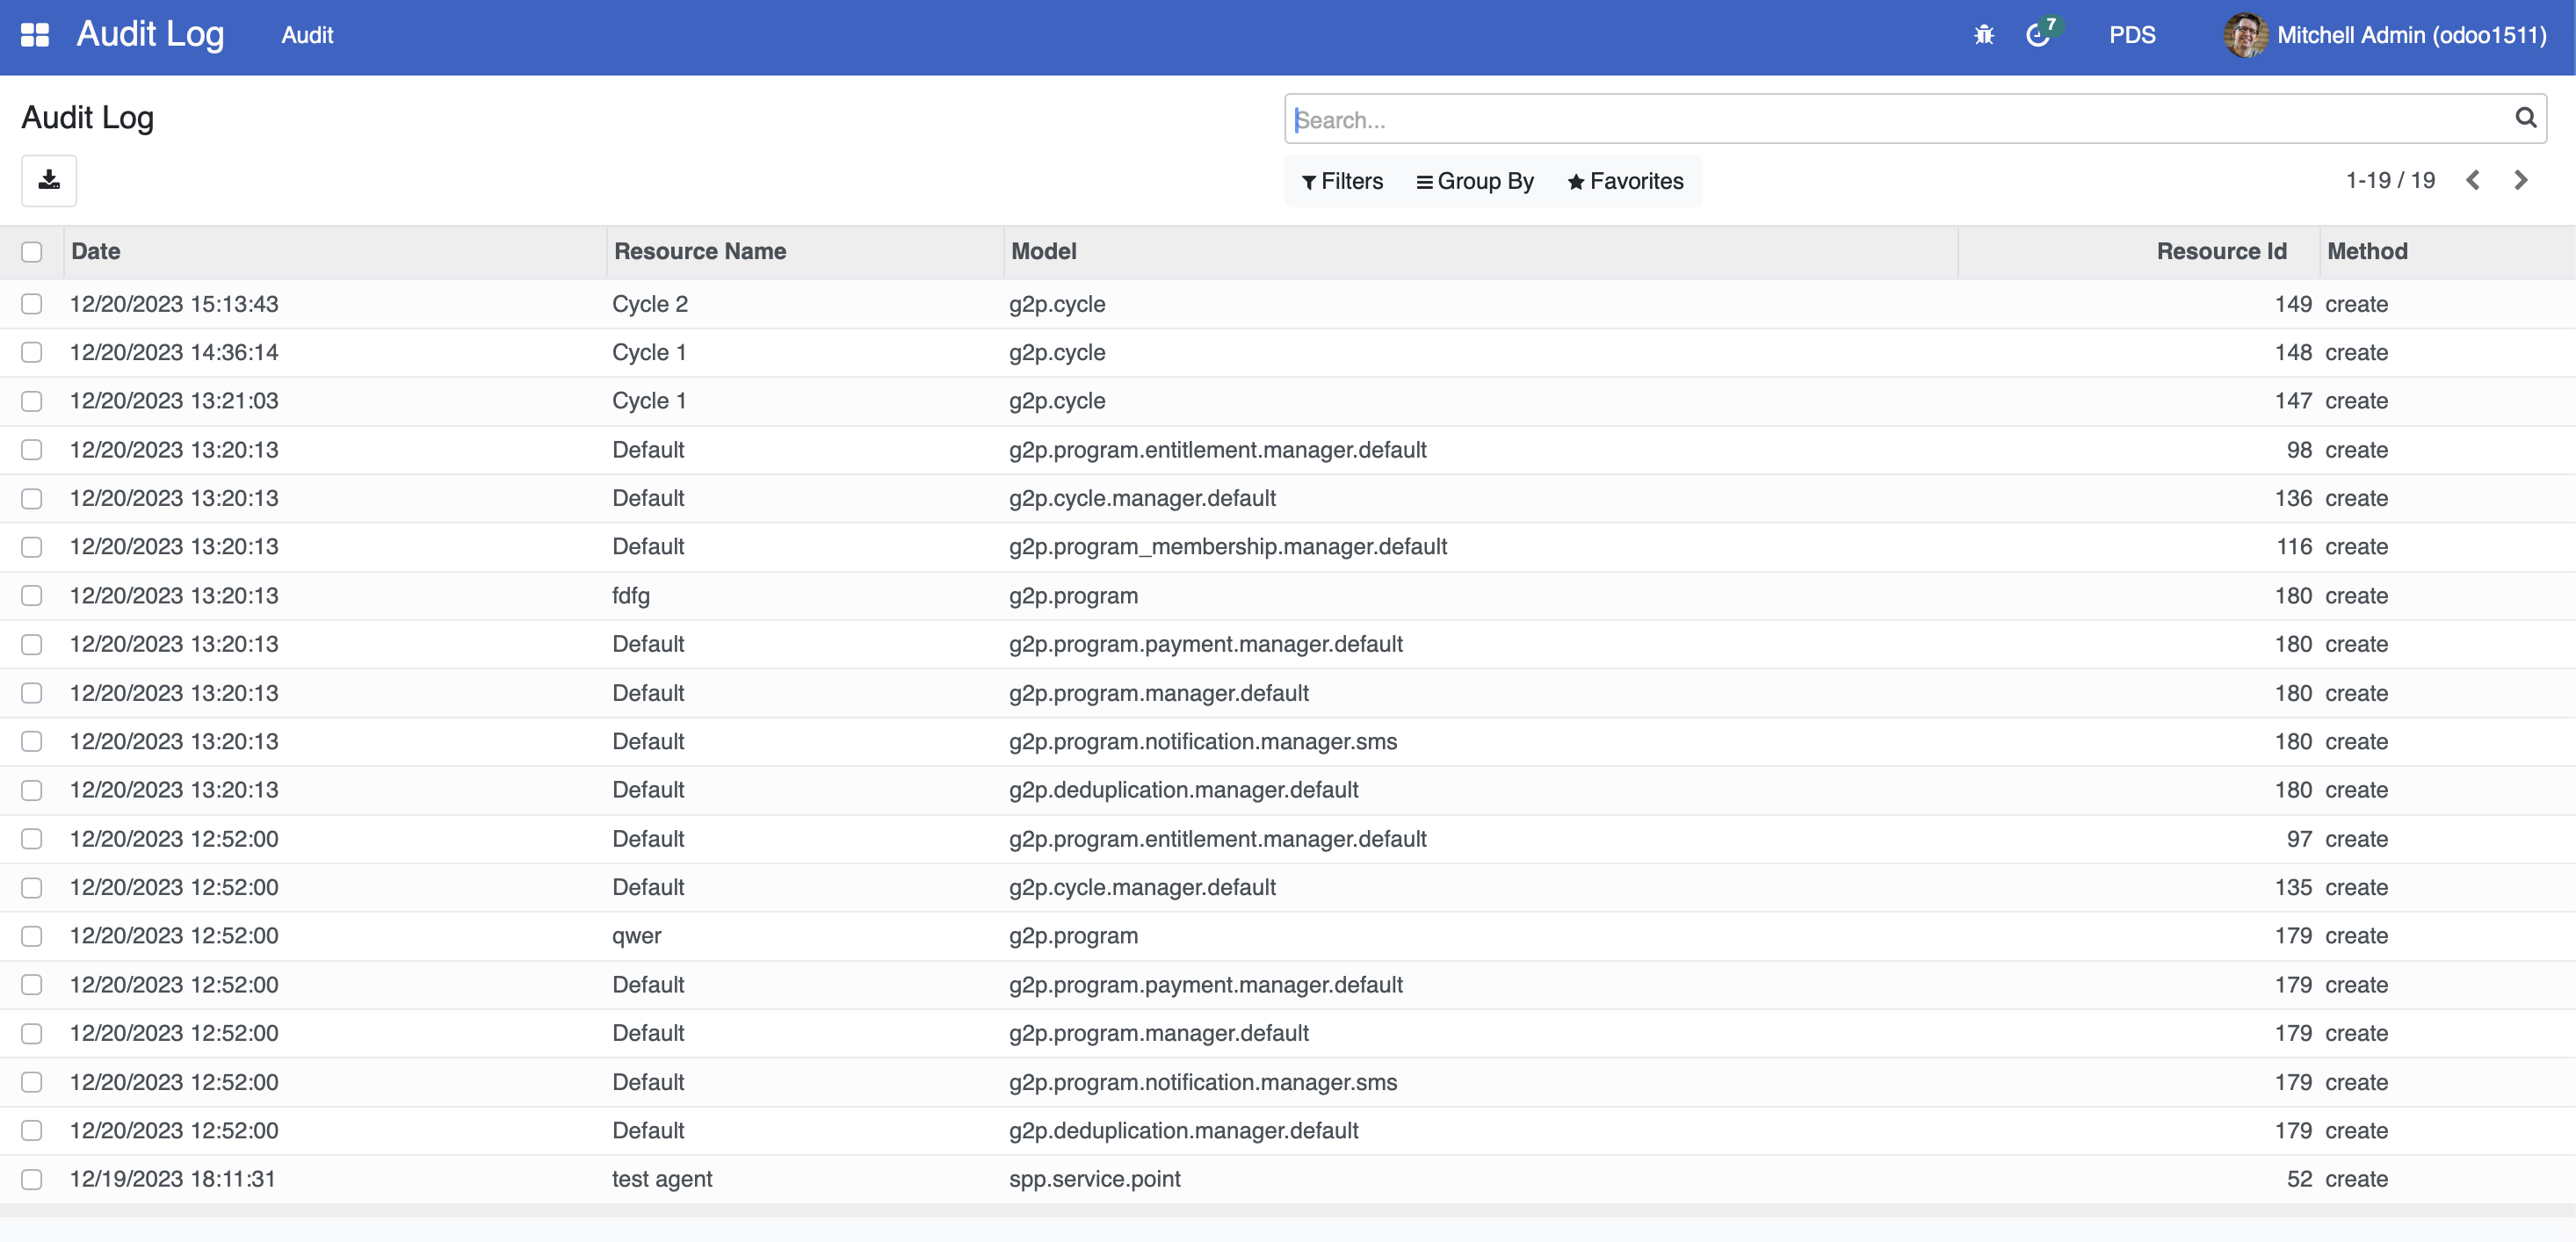 Audit Log Audit 7 PDS Mitchell Admin (odoo1511)
Audit Log Search...
Filters Group By Favorites 1-19 / 19
Date Resource Name Model Resource Id Method
12/20/2023 15:13:43 Cycle 2 g2p.cycle 149 create
12/20/2023 14:36:14 Cycle 1 g2p.cycle 148 create
12/20/2023 13:21:03 Cycle 1 g2p.cycle 147 create
12/20/2023 13:20:13 Default g2p.program.entitlement.manager.default 98 create
12/20/2023 13:20:13 Default g2p.cycle.manager.default 136 create
12/20/2023 13:20:13 Default g2p.program_membership.manager.default 116 create
12/20/2023 13:20:13 fdfg g2p.program 180 create
12/20/2023 13:20:13 Default g2p.program.payment.manager.default 180 create
12/20/2023 13:20:13 Default g2p.program.manager.default 180 create
12/20/2023 13:20:13 Default g2p.program.notification.manager.sms 180 create
12/20/2023 13:20:13 Default g2p.deduplication.manager.default 180 create
12/20/2023 12:52:00 Default g2p.program.entitlement.manager.default 97 create
12/20/2023 12:52:00 Default g2p.cycle.manager.default 135 create
12/20/2023 12:52:00 qwer g2p.program 179 create
12/20/2023 12:52:00 Default g2p.program.payment.manager.default 179 create
12/20/2023 12:52:00 Default g2p.program.manager.default 179 create
12/20/2023 12:52:00 Default g2p.program.notification.manager.sms 179 create
12/20/2023 12:52:00 Default g2p.deduplication.manager.default 179 create
12/19/2023 18:11:31 test agent spp.service.point 52 create